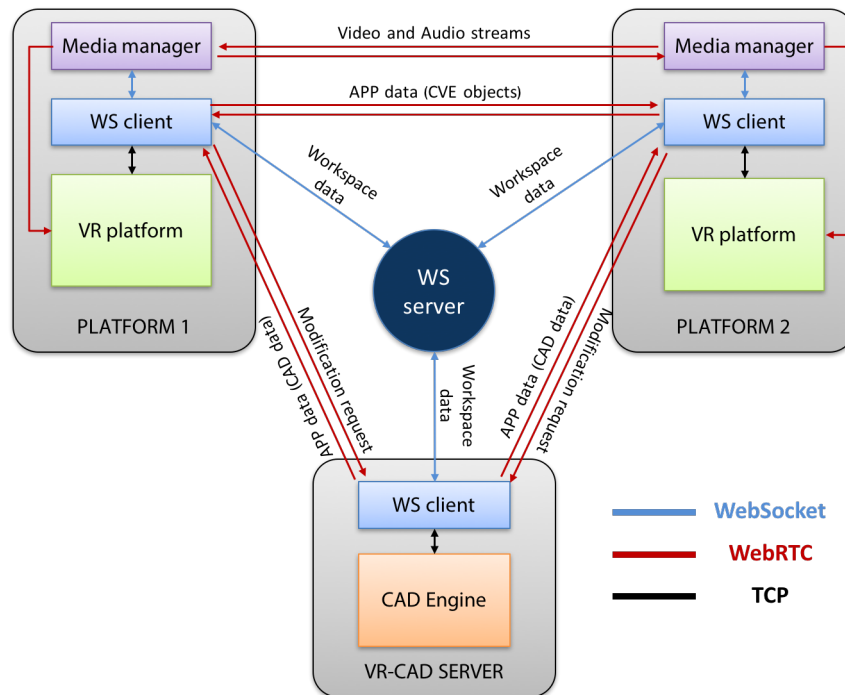 Media manager
Video and Audio streams
Media manager
WS client
APP data (CVE objects)
WS client
Workspace
data
Workspace
data
VR platform
VR platform
WS
server
PLATFORM 1
PLATFORM 2
Modification request
APP data (CAD data)
Workspace
data
APP data (CAD data)
Modification request
WS client
CAD Engine
VR-CAD SERVER
WebSocket
WebRTC
TCP